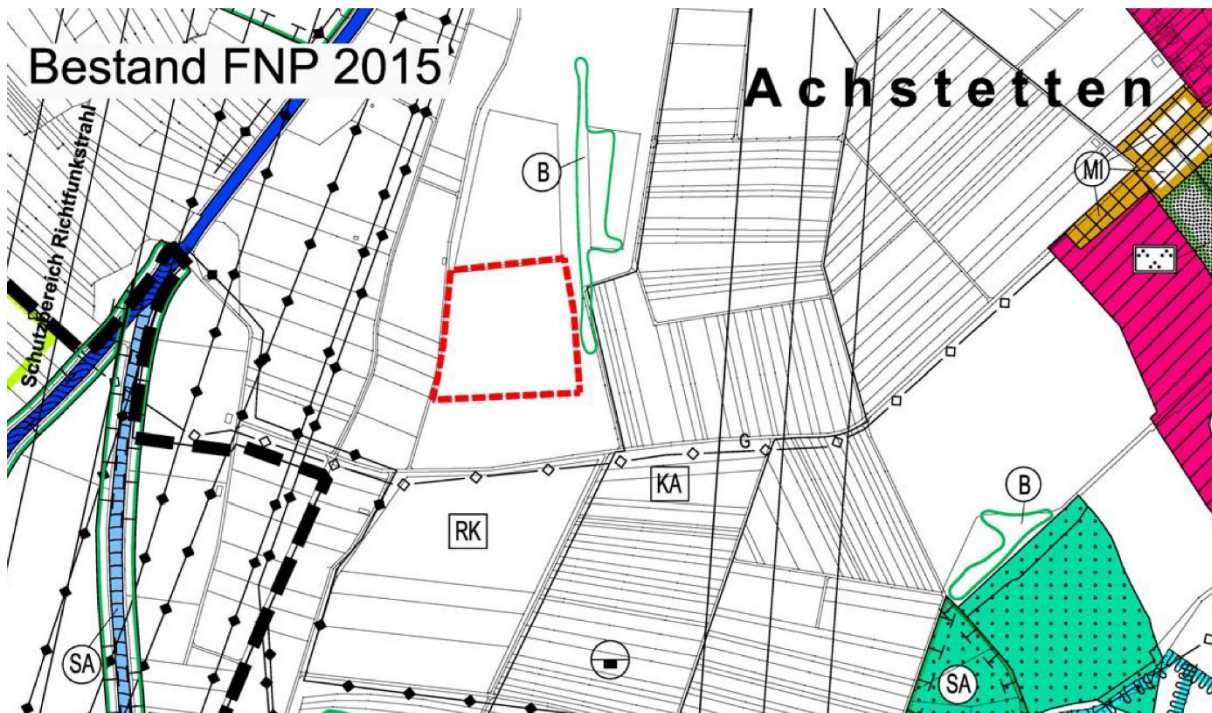 Bestand FNP 2015
Achstetten
Schutzbereich Richtfunkstrahl
B
MI
G
KA
RK
B
SA
SA